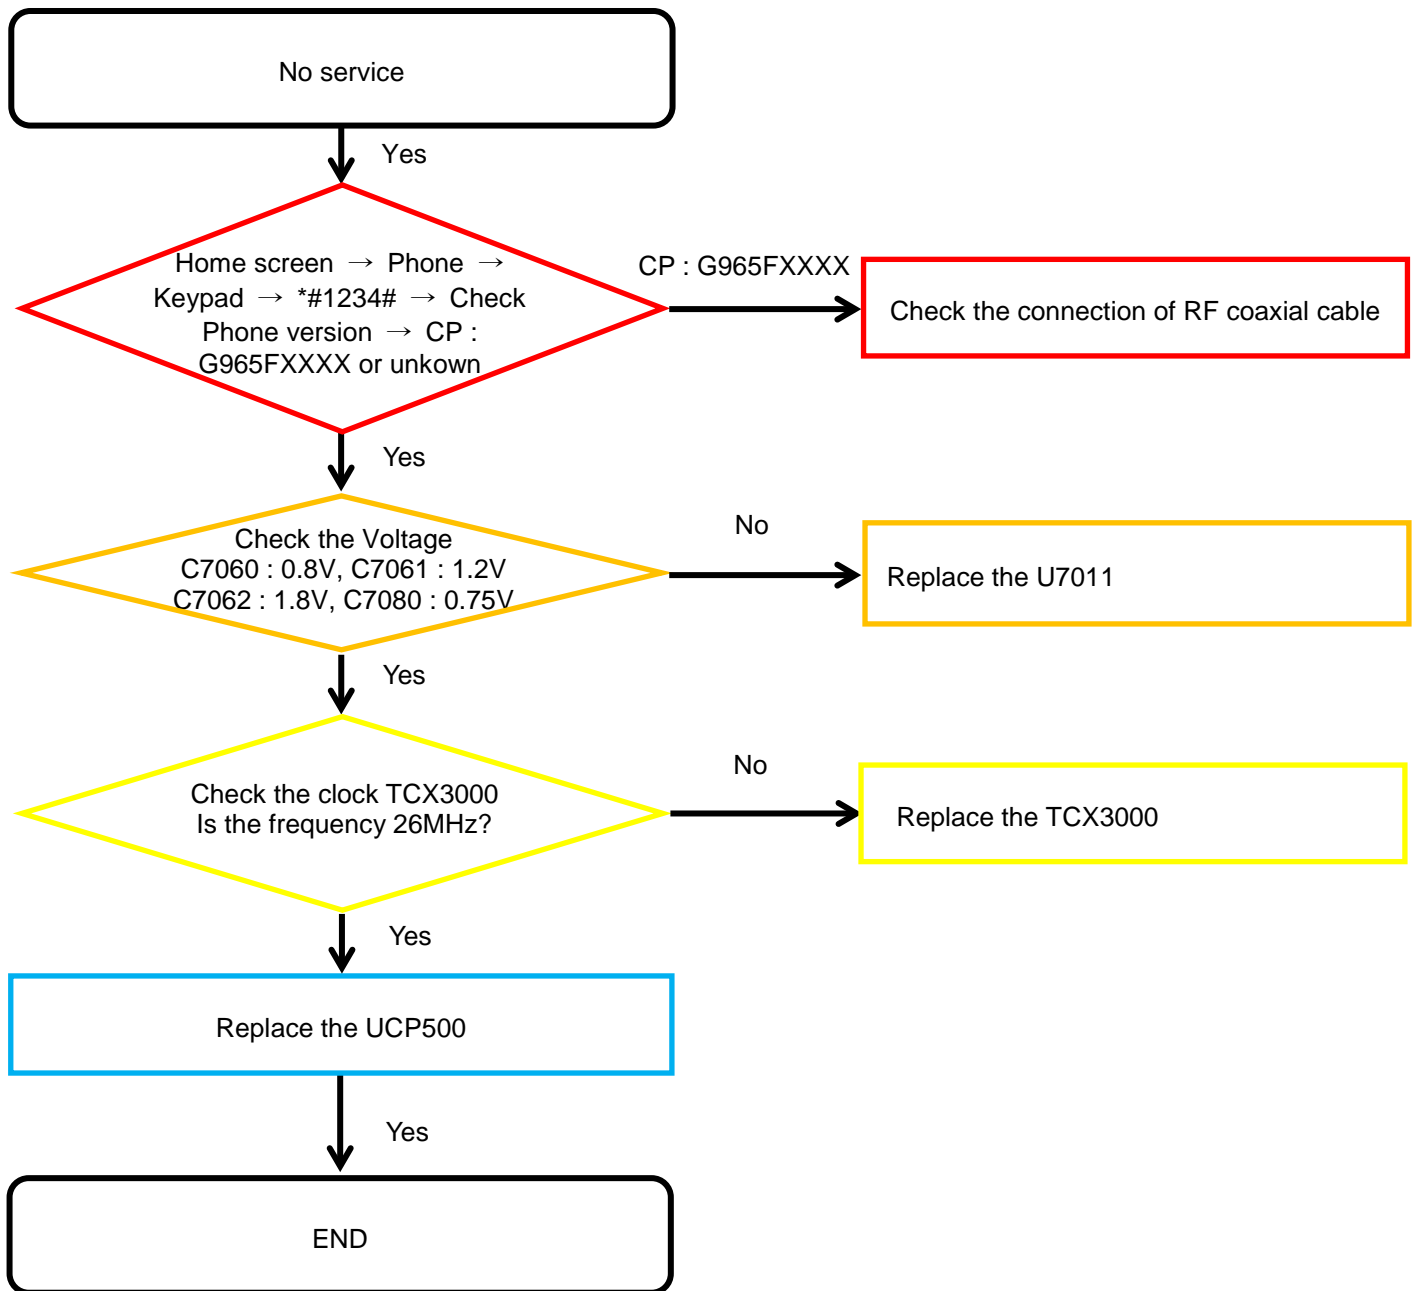 No service
Yes
Home screen → Phone →
Keypad → *#1234# → Check
Phone version → CP :
G965FXXXX or unkown
CP : G965FXXXX
Check the connection of RF coaxial cable
Yes
Check the Voltage
C7060 : 0.8V, C7061 : 1.2V
C7062 : 1.8V, C7080 : 0.75V
No
Replace the U7011
Yes
Check the clock TCX3000
Is the frequency 26MHz?
No
Replace the TCX3000
Yes
Replace the UCP500
Yes
END